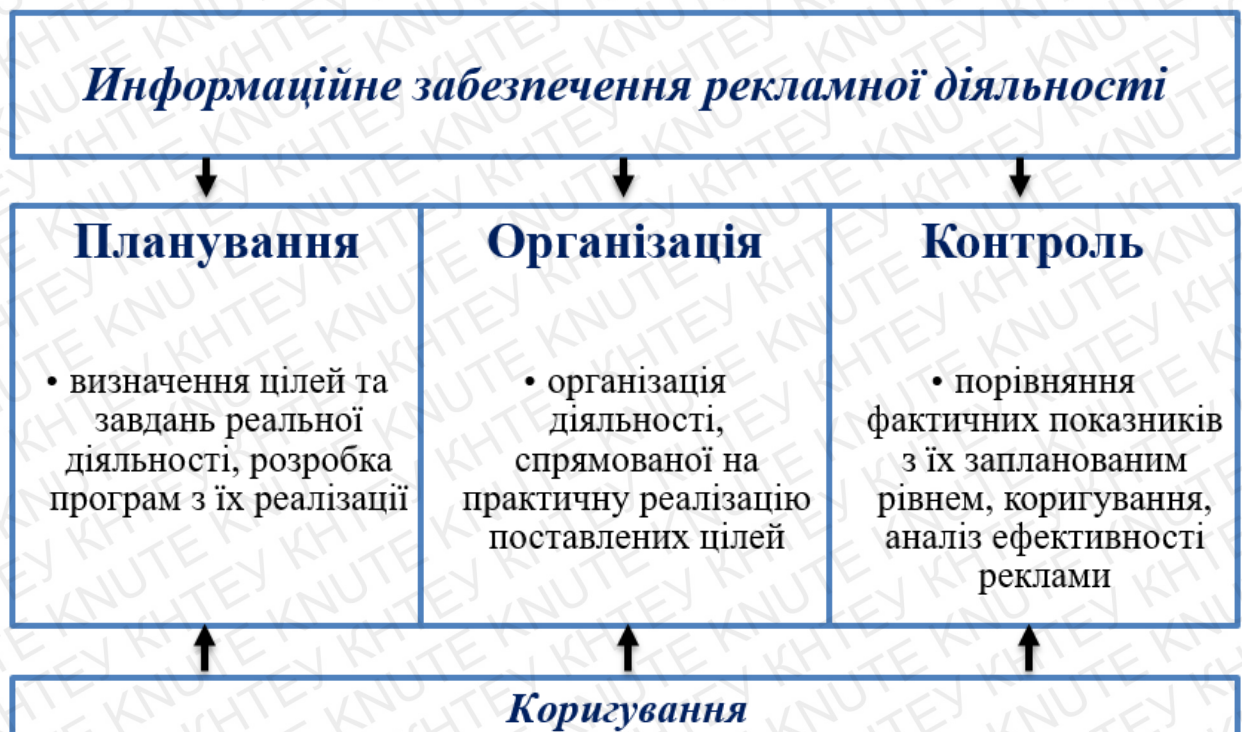 Информаційне забезпечення рекламної діяльності
Планування
• визначення цілей та
завдань реальної
діяльності, розробка
програм з їх реалізації
Організація
• організація
діяльності,
спрямованої на
практичну реалізацію
поставлених цілей
Контроль
• порівняння
фактичних показників
з їх запланованим
рівнем, коригування,
аналіз ефективності
реклами
Коригування